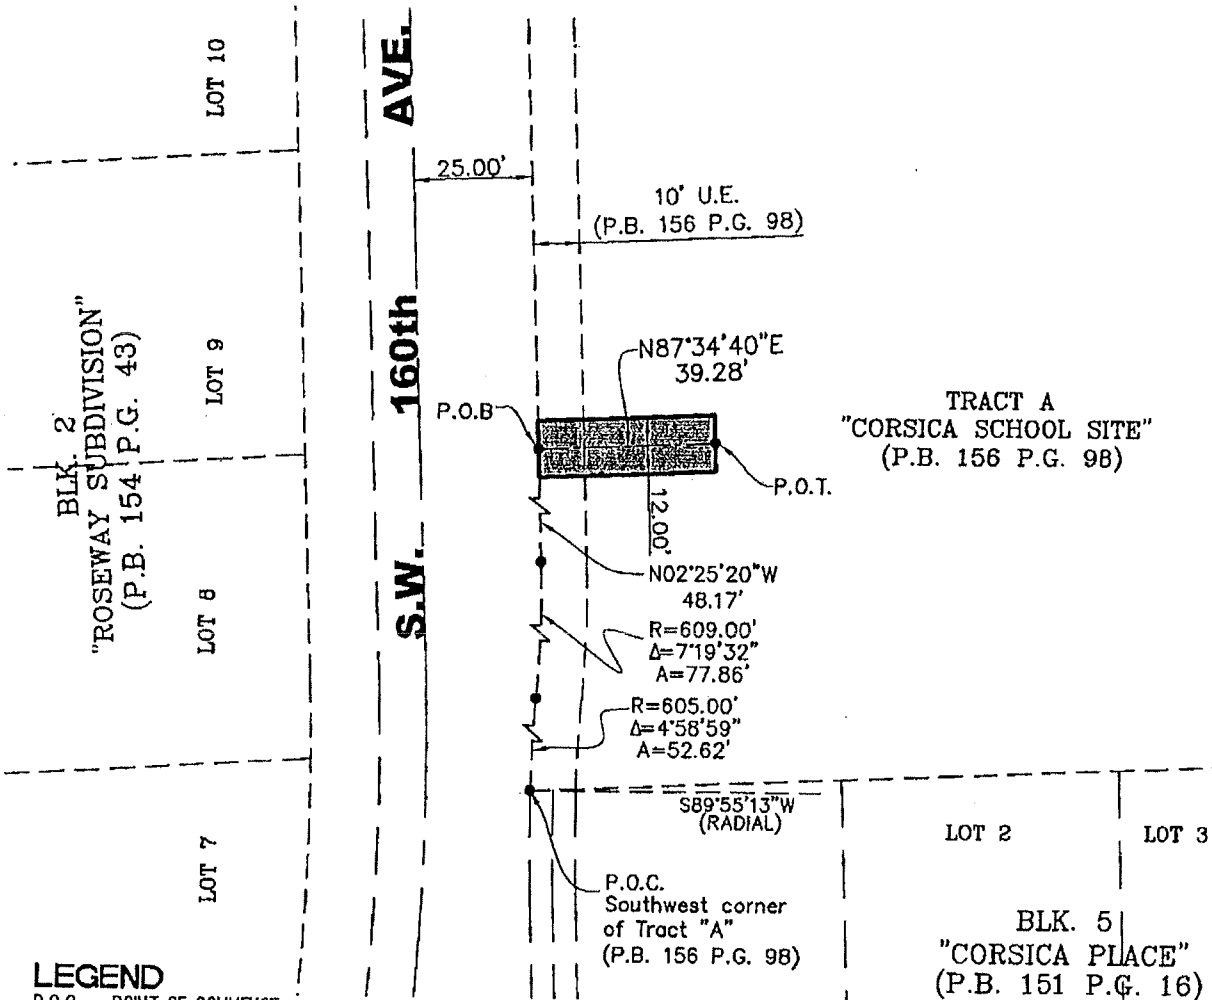 LOT 10
S.W. 160th AVE.
25.00'
10' U.E.
(P.B. 156 P.G. 98)
BLK. 2
"ROSEWAY SUBDIVISION"
(P.B. 154 P.G. 43)
LOT 9
N87°34'40"E
39.28'
P.O.B
TRACT A
"CORSICA SCHOOL SITE"
(P.B. 156 P.G. 98)
P.O.T.
12.00'
N02°25'20"W
48.17'
LOT 8
R=609.00'
Δ=7°19'32"
A=77.86'
R=605.00'
Δ=4°58'59"
A=52.62'
S89°55'13"W
(RADIAL)
LOT 2
LOT 3
LOT 7
P.O.C.
Southwest corner
of Tract "A"
(P.B. 156 P.G. 98)
BLK. 5
"CORSICA PLACE"
(P.B. 151 P.G. 16)
LEGEND